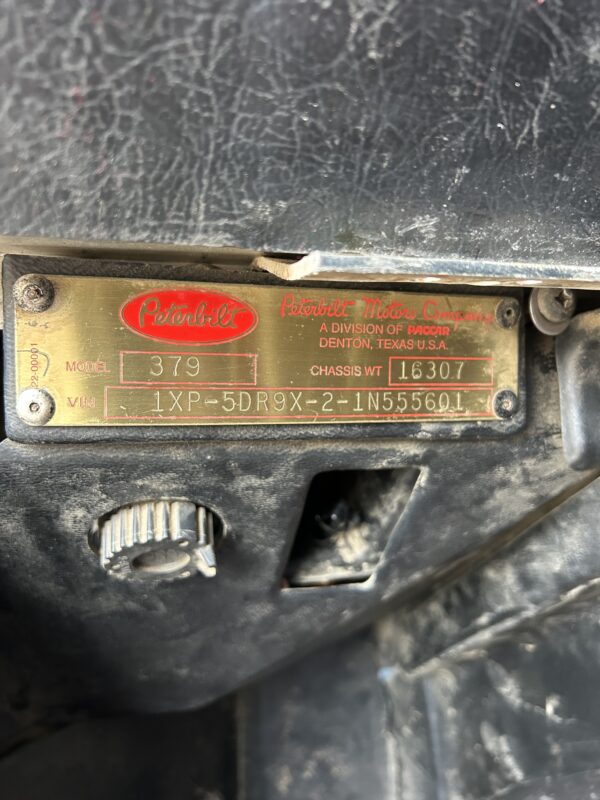 Peterbilt
Peterbilt Motors Company
A DIVISION OF PACCAR
DENTON, TEXAS U.S.A.
MODEL 379 CHASSIS WT 16307
VIN 1XP-5DR9X-2-1N555601